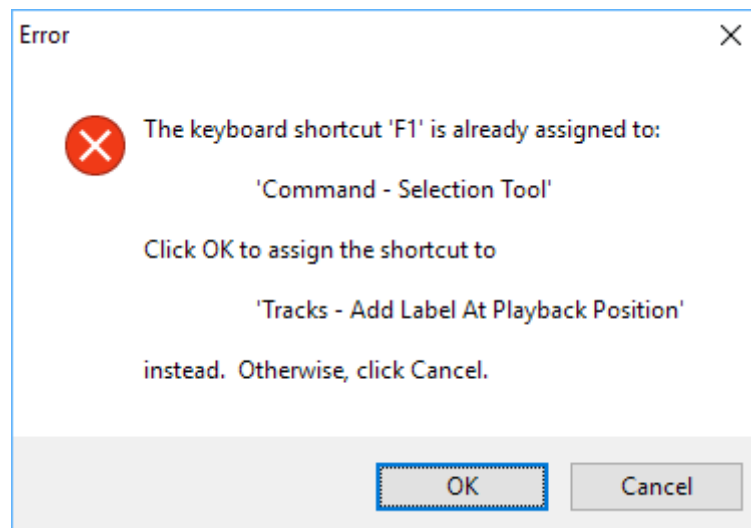 Error
The keyboard shortcut 'F1' is already assigned to:
'Command - Selection Tool'
Click OK to assign the shortcut to
'Tracks - Add Label At Playback Position'
instead.  Otherwise, click Cancel.
OK
Cancel